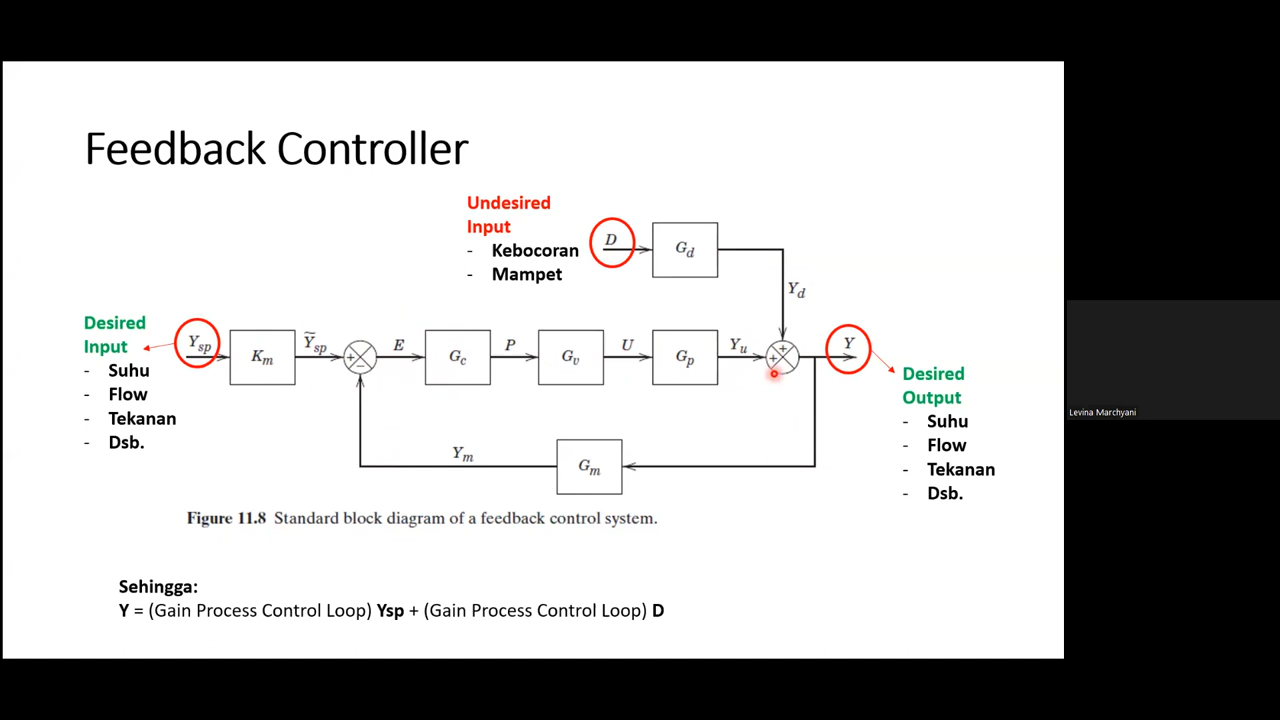 Feedback Controller
Undesired
Input
- Kebocoran
- Mampet
D
G_d
Y_d
Desired
Input
- Suhu
- Flow
- Tekanan
- Dsb.
Y_sp
K_m
Ỹ_sp
+
−
E
G_c
P
G_v
U
G_p
Y_u
+
+
Y
Desired
Output
- Suhu
- Flow
- Tekanan
- Dsb.
Y_m
G_m
Figure 11.8 Standard block diagram of a feedback control system.
Sehingga:
Y = (Gain Process Control Loop) Ysp + (Gain Process Control Loop) D
Levina Marchyani